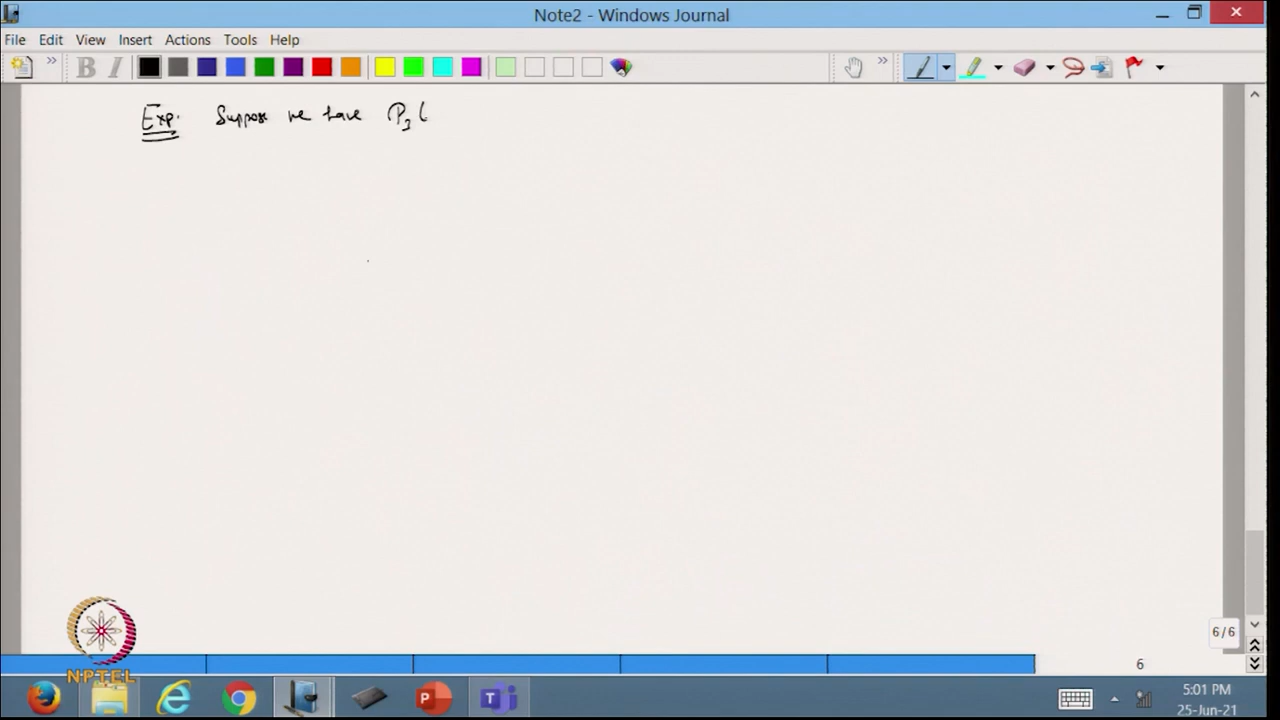 Note2 - Windows Journal
File Edit View Insert Actions Tools Help
B I
Exp. Suppose we have P3 (
6 / 6
6
NPTEL
5:01 PM
25-Jun-21